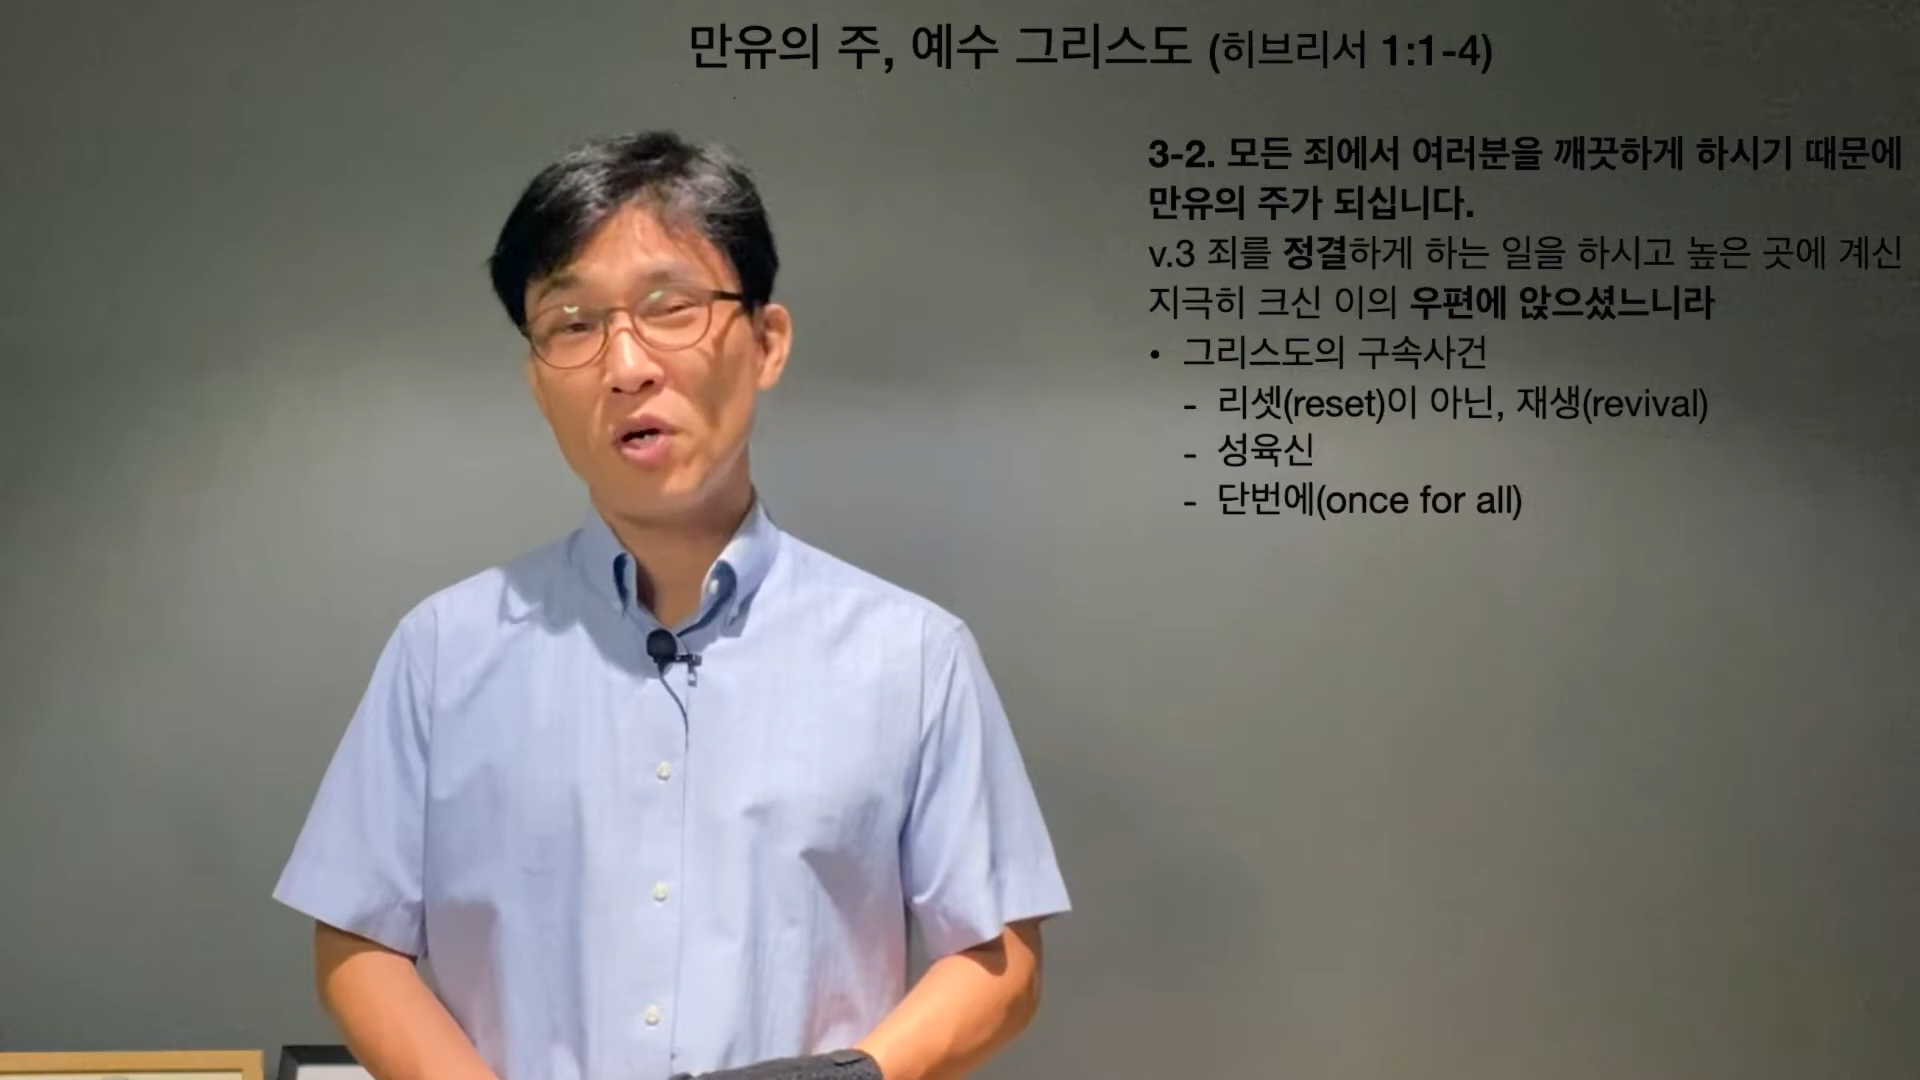 만유의 주, 예수 그리스도 (히브리서 1:1-4)
3-2. 모든 죄에서 여러분을 깨끗하게 하시기 때문에
만유의 주가 되십니다.
v.3 죄를 정결하게 하는 일을 하시고 높은 곳에 계신
지극히 크신 이의 우편에 앉으셨느니라
• 그리스도의 구속사건
- 리셋(reset)이 아닌, 재생(revival)
- 성육신
- 단번에(once for all)